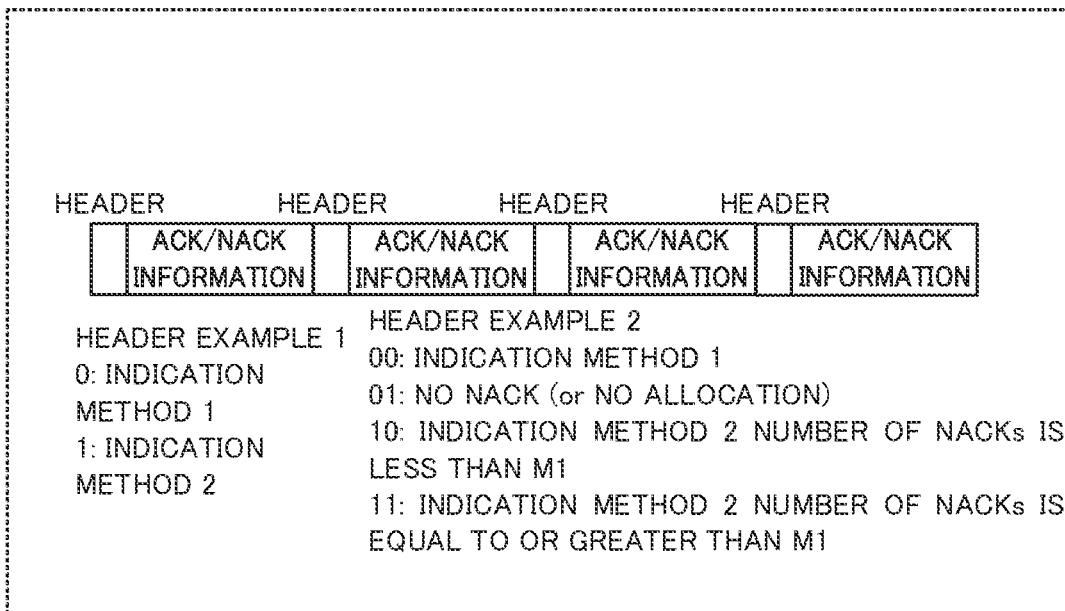 HEADER HEADER HEADER HEADER
ACK/NACK ACK/NACK ACK/NACK ACK/NACK
INFORMATION INFORMATION INFORMATION INFORMATION
HEADER EXAMPLE 1
0: INDICATION
METHOD 1
1: INDICATION
METHOD 2
HEADER EXAMPLE 2
00: INDICATION METHOD 1
01: NO NACK (or NO ALLOCATION)
10: INDICATION METHOD 2 NUMBER OF NACKs IS
LESS THAN M1
11: INDICATION METHOD 2 NUMBER OF NACKs IS
EQUAL TO OR GREATER THAN M1